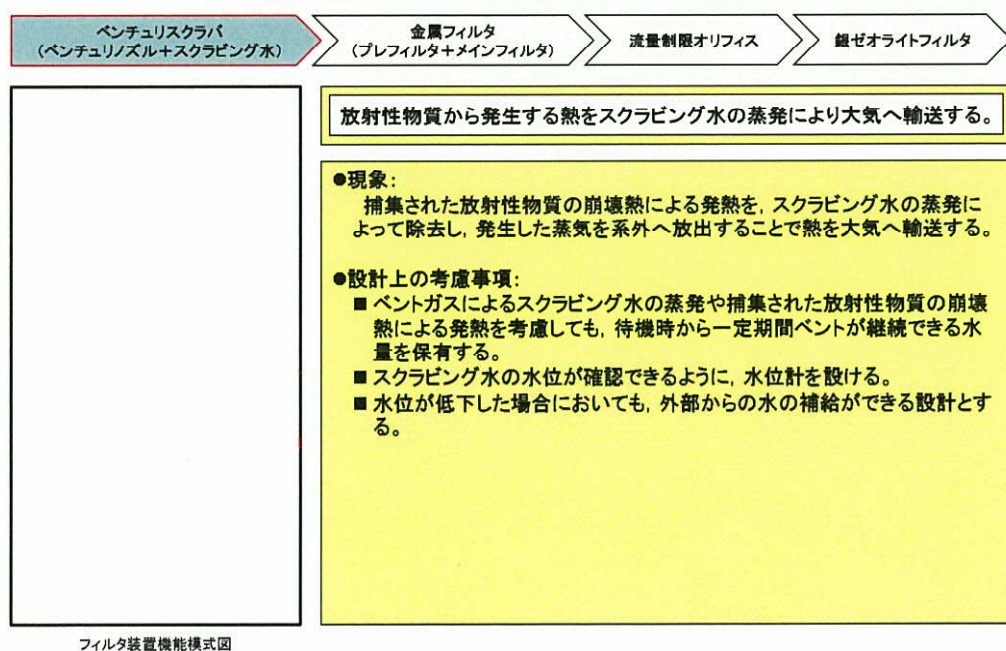 ベンチュリスクラバ
(ベンチュリノズル+スクラビング水)
金属フィルタ
(プレフィルタ+メインフィルタ)
流量制限オリフィス
銀ゼオライトフィルタ
放射性物質から発生する熱をスクラビング水の蒸発により大気へ輸送する。
●現象:
捕集された放射性物質の崩壊熱による発熱を, スクラビング水の蒸発に
よって除去し, 発生した蒸気を系外へ放出することで熱を大気へ輸送する。
●設計上の考慮事項:
■ ベントガスによるスクラビング水の蒸発や捕集された放射性物質の崩壊
熱による発熱を考慮しても, 待機時から一定期間ベントが継続できる水
量を保有する。
■ スクラビング水の水位が確認できるように, 水位計を設ける。
■ 水位が低下した場合においても, 外部からの水の補給ができる設計とす
る。
フィルタ装置機能模式図